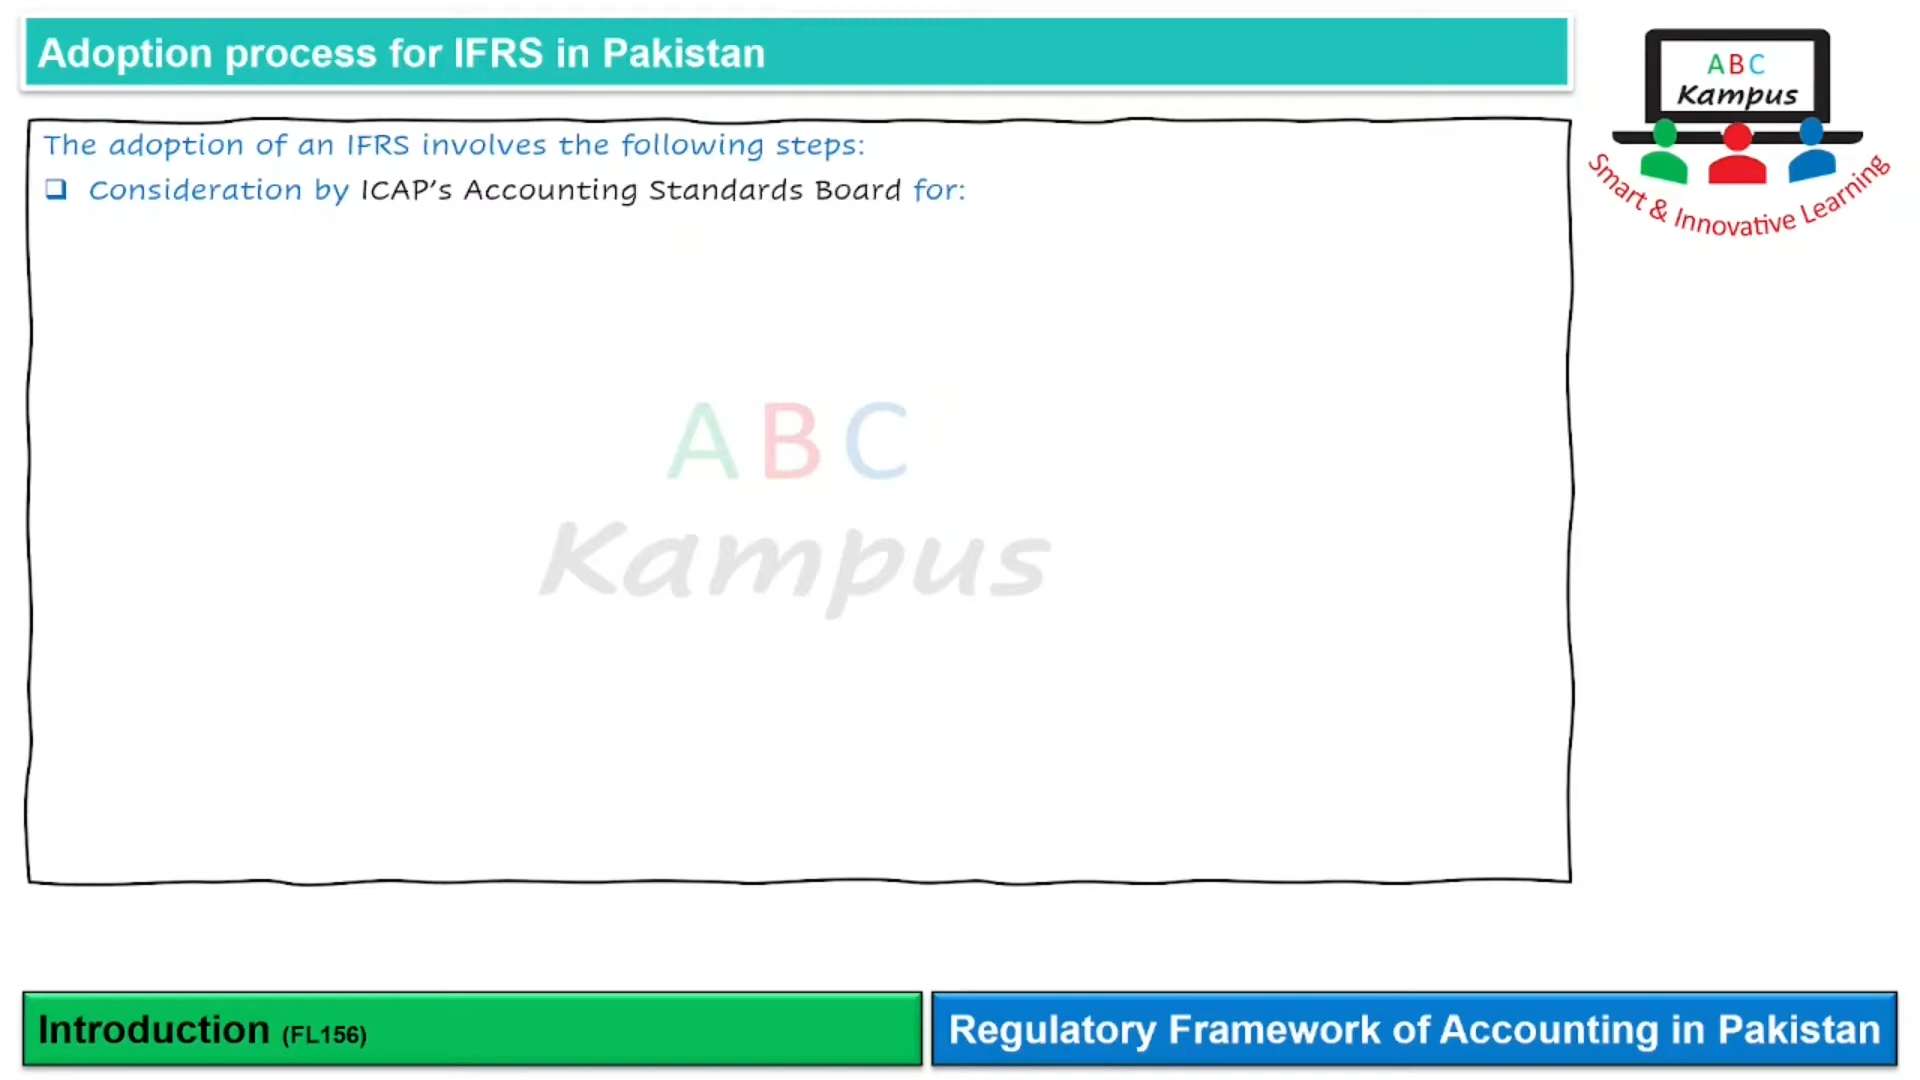 Adoption process for IFRS in Pakistan
ABC
Kampus
Smart & Innovative Learning
The adoption of an IFRS involves the following steps:
❑ Consideration by ICAP’s Accounting Standards Board for:
ABC
Kampus
Introduction (FL156)
Regulatory Framework of Accounting in Pakistan